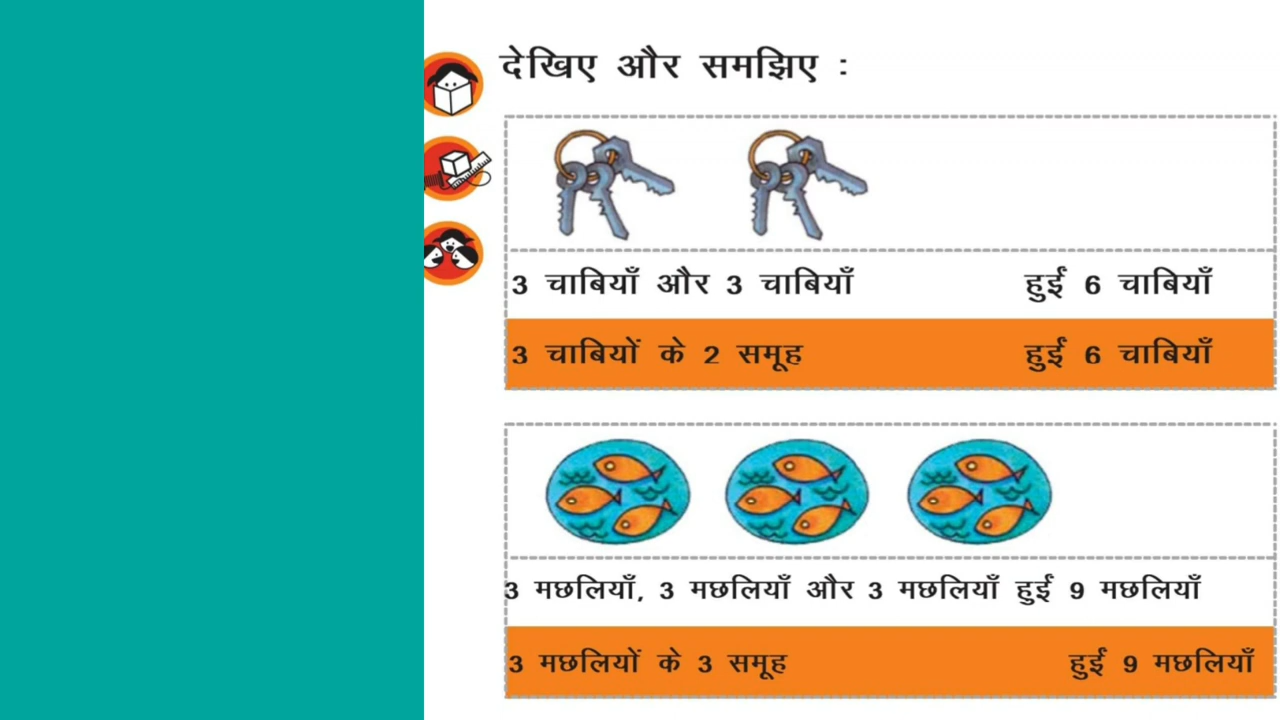 देखिए और समझिए :
3 चाबियाँ और 3 चाबियाँ हुईं 6 चाबियाँ
3 चाबियों के 2 समूह हुईं 6 चाबियाँ
3 मछलियाँ, 3 मछलियाँ और 3 मछलियाँ हुईं 9 मछलियाँ
3 मछलियों के 3 समूह हुईं 9 मछलियाँ